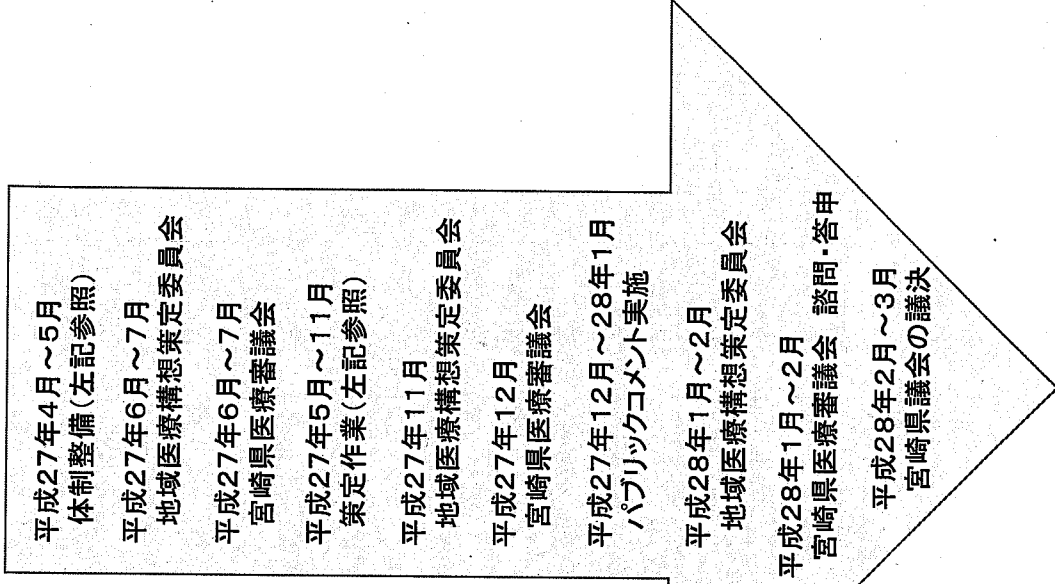 平成27年4月～5月
体制整備(左記参照)
平成27年6月～7月
地域医療構想策定委員会
平成27年6月～7月
宮崎県医療審議会
平成27年5月～11月
策定作業(左記参照)
平成27年11月
地域医療構想策定委員会
平成27年12月
宮崎県医療審議会
平成27年12月～28年1月
パブリックコメント実施
平成28年1月～2月
地域医療構想策定委員会
平成28年1月～2月
宮崎県医療審議会 諮問・答申
平成28年2月～3月
宮崎県議会の議決